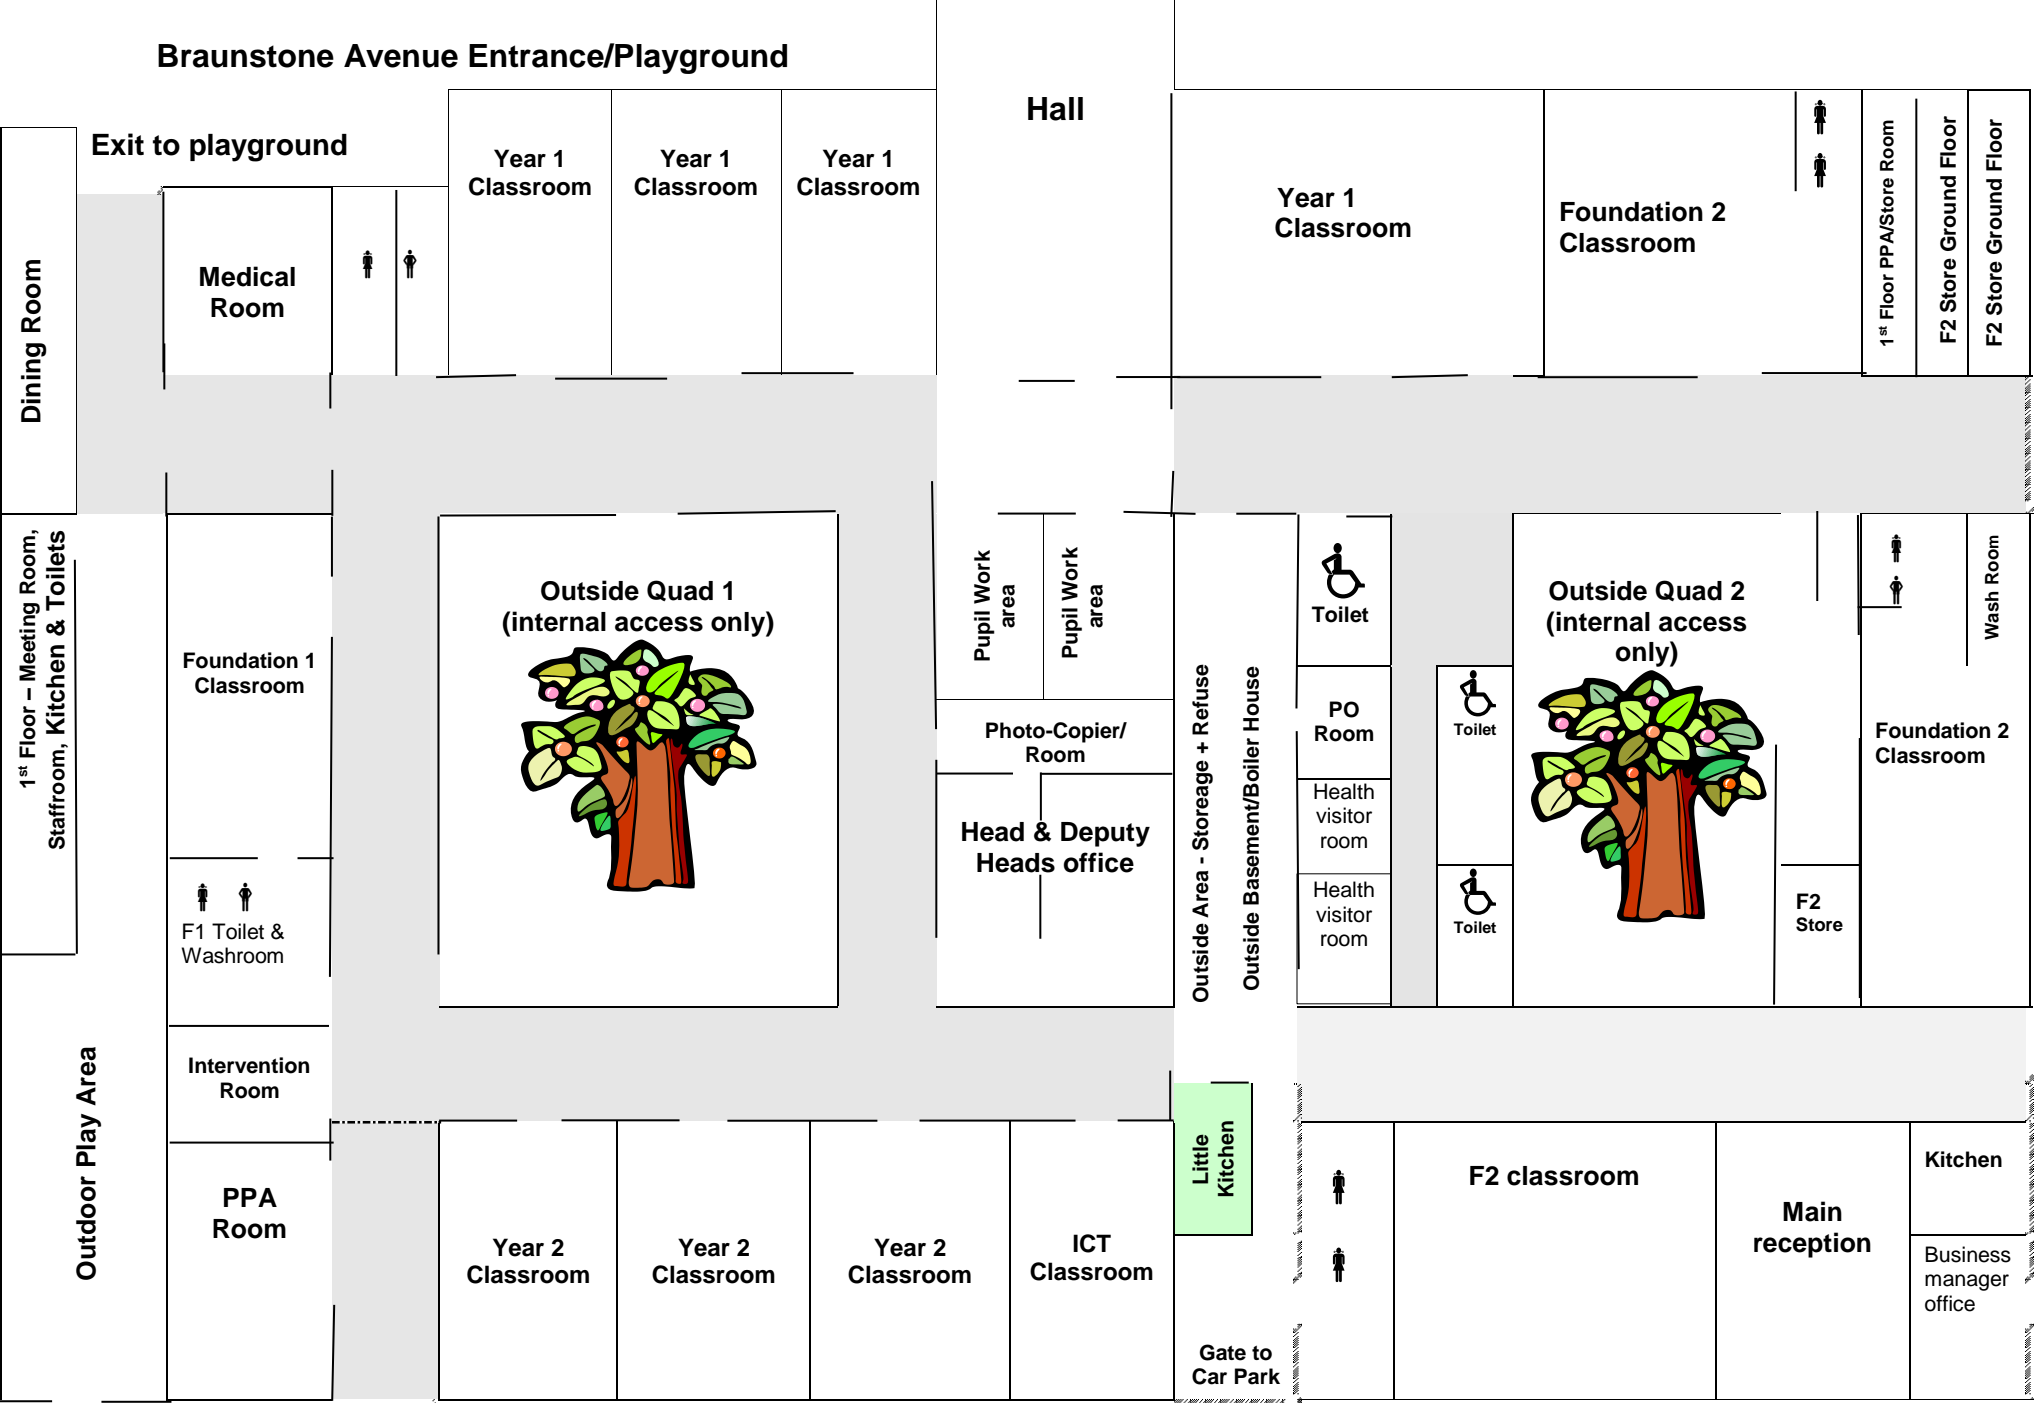 Braunstone Avenue Entrance/Playground
Hall
Exit to playground
Year 1
Classroom
Year 1
Classroom
Year 1
Classroom
Year 1
Classroom
Foundation 2
Classroom
1st Floor PPA/Store Room
F2 Store Ground Floor
F2 Store Ground Floor
Dining Room
Medical
Room
1st Floor – Meeting Room,
Staffroom, Kitchen & Toilets
Foundation 1
Classroom
Outside Quad 1
(internal access only)
Pupil Work
area
Pupil Work
area
Photo-Copier/
Room
Head & Deputy
Heads office
Outside Area - Storeage + Refuse
Outside Basement/Boiler House
Toilet
PO
Room
Health
visitor
room
Health
visitor
room
Toilet
Toilet
Outside Quad 2
(internal access
only)
F2
Store
Wash Room
Foundation 2
Classroom
F1 Toilet &
Washroom
Intervention
Room
Outdoor Play Area
PPA
Room
Year 2
Classroom
Year 2
Classroom
Year 2
Classroom
ICT
Classroom
Little
Kitchen
Gate to
Car Park
F2 classroom
Main
reception
Kitchen
Business
manager
office